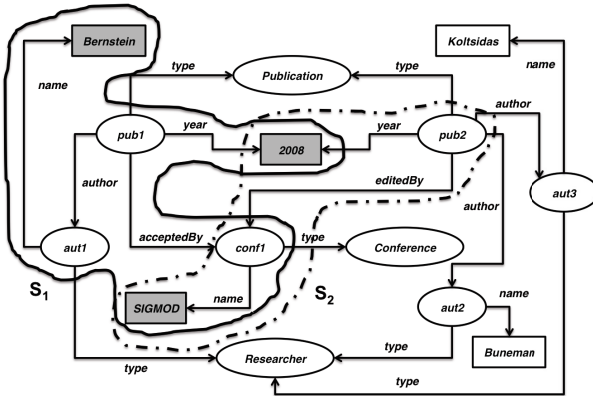 Bernstein
Koltsidas
type
Publication
type
name
name
author
pub1
year
2008
year
pub2
editedBy
aut3
author
author
aut1
acceptedBy
conf1
type
Conference
S1
SIGMOD
name
S2
aut2
name
Researcher
Buneman
type
type
type